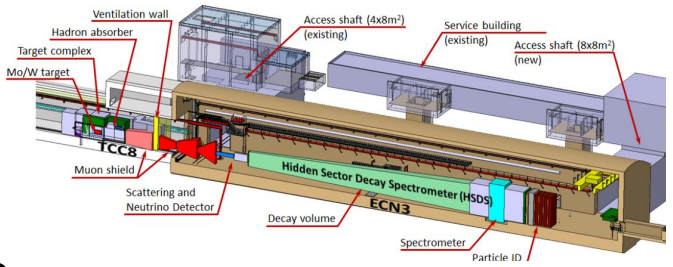 Ventilation wall
Hadron absorber
Target complex
Mo/W target
Access shaft (4x8m²)
(existing)
Service building
(existing)
Access shaft (8x8m²)
(new)
TCC8
Muon shield
Scattering and
Neutrino Detector
Hidden Sector Decay Spectrometer (HSDS)
Decay volume
ECN3
Spectrometer
Particle ID